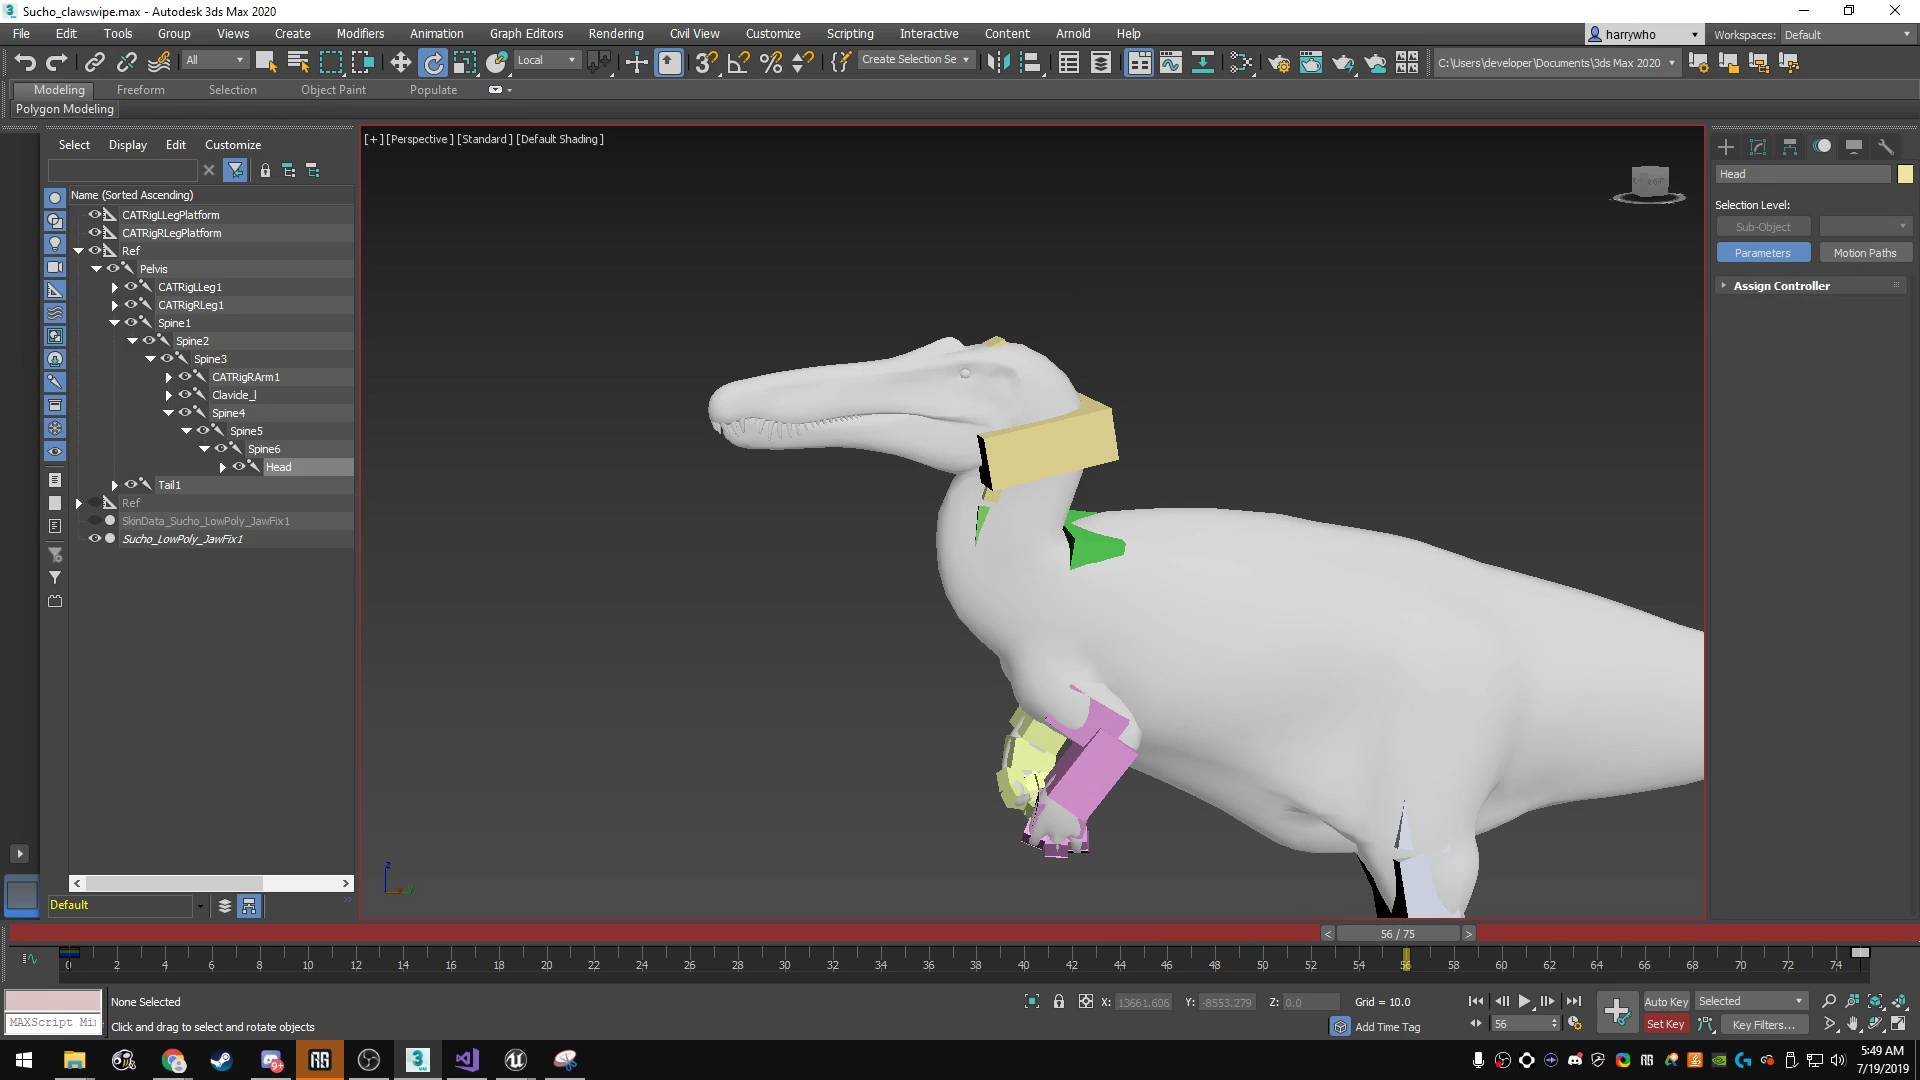 Sucho_clawswipe.max - Autodesk 3ds Max 2020
File Edit Tools Group Views Create Modifiers Animation Graph Editors Rendering Civil View Customize Scripting Interactive Content Arnold Help
harrywho Workspaces: Default
All Local Create Selection Se C:\Users\developer\Documents\3ds Max 2020
Modeling Freeform Selection Object Paint Populate
Polygon Modeling
Select Display Edit Customize
[+] [Perspective ] [Standard ] [Default Shading ]
Name (Sorted Ascending)
CATRigLLegPlatform
CATRigRLegPlatform
Ref
Pelvis
CATRigLLeg1
CATRigRLeg1
Spine1
Spine2
Spine3
CATRigRArm1
Clavicle_l
Spine4
Spine5
Spine6
Head
Tail1
Ref
SkinData_Sucho_LowPoly_JawFix1
Sucho_LowPoly_JawFix1
Head
Selection Level:
Sub-Object
Parameters Motion Paths
Assign Controller
z
Default
< 56 / 75 >
0 2 4 6 8 10 12 14 16 18 20 22 24 26 28 30 32 34 36 38 40 42 44 46 48 50 52 54 56 58 60 62 64 66 68 70 72 74
None Selected
X: 13661.606 Y: -8553.279 Z: 0.0 Grid = 10.0
Auto Key Selected
MAXScript Mi
Click and drag to select and rotate objects
Add Time Tag
56
Set Key Key Filters...
5:49 AM
7/19/2019